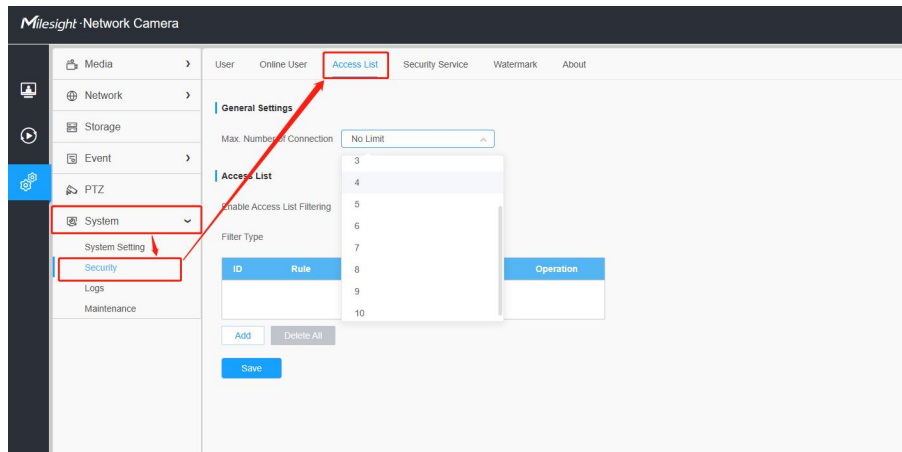 Milesight · Network Camera
Media
Network
Storage
Event
PTZ
System
System Setting
Security
Logs
Maintenance
User Online User Access List Security Service Watermark About
General Settings
Max. Number of Connection No Limit
3
4
5
6
7
8
9
10
Access List
Enable Access List Filtering
Filter Type
ID Rule Operation
Add Delete All
Save